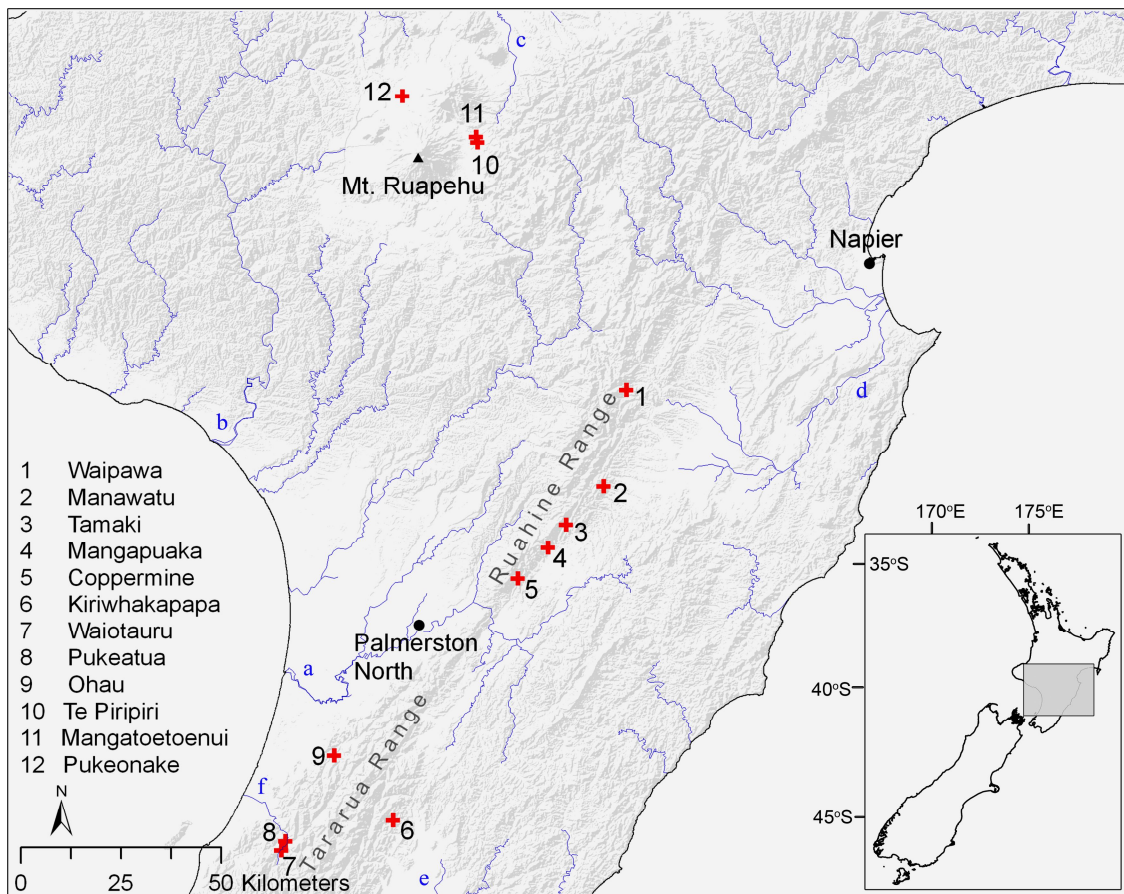 c
12
11
10
Mt. Ruapehu
Napier
1
d
b
Ruahine Range
2
3
4
5
1 Waipawa
2 Manawatu
3 Tamaki
4 Mangapuaka
5 Coppermine
6 Kiriwhakapapa
7 Waiotauru
8 Pukeatua
9 Ohau
10 Te Piripiri
11 Mangatoetoenui
12 Pukeonake
Palmerston
North
a
Tararua Range
9
f
8
7
6
e
N
0 25 50 Kilometers
170°E 175°E
35°S
40°S
45°S